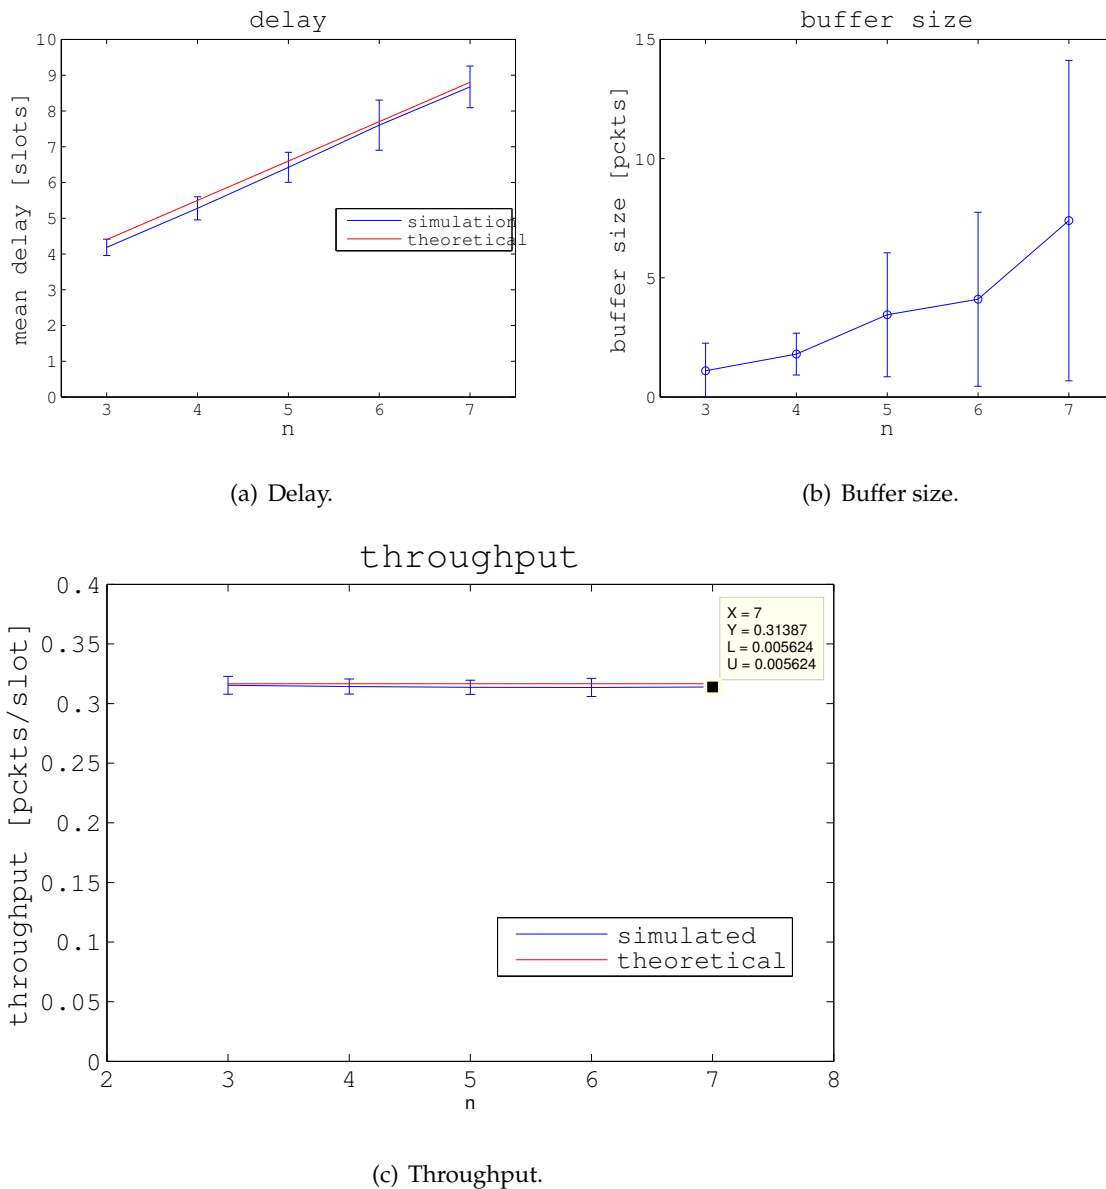 delay
10
9
8
7
6
5
4
3
2
1
0
mean delay [slots]
simulation
theoretical
3 4 5 6 7
n
(a) Delay.
buffer size
15
10
5
0
buffer size [pckts]
3 4 5 6 7
n
(b) Buffer size.
throughput
0.4
0.35
0.3
0.25
0.2
0.15
0.1
0.05
0
throughput [pckts/slot]
X = 7
Y = 0.31387
L = 0.005624
U = 0.005624
simulated
theoretical
2 3 4 5 6 7 8
n
(c) Throughput.